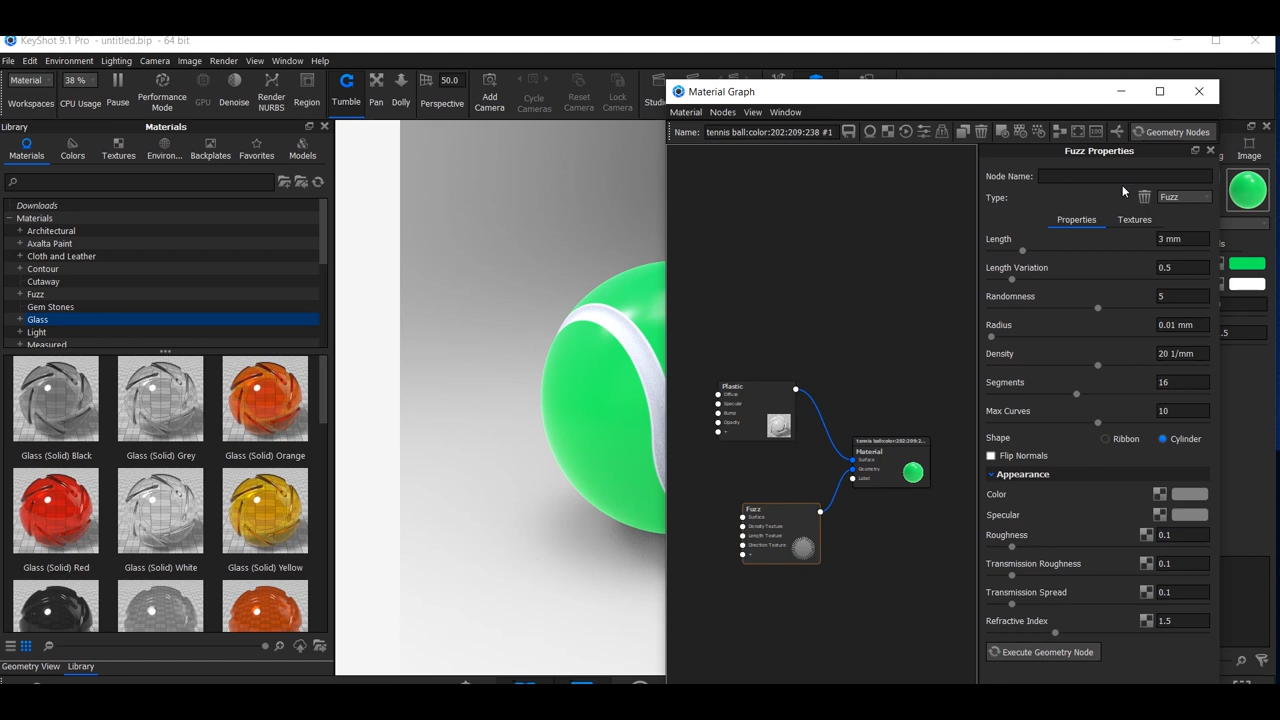 KeyShot 9.1 Pro - untitled.bip - 64 bit
File Edit Environment Lighting Camera Image Render View Window Help
Material
38 %
50.0
Workspaces
CPU Usage
Pause
Performance
Mode
GPU
Denoise
Render
NURBS
Region
Tumble
Pan
Dolly
Perspective
Add
Camera
Cycle
Cameras
Reset
Camera
Lock
Camera
Library
Materials
Materials
Colors
Textures
Environ...
Backplates
Favorites
Models
Downloads
Materials
Architectural
Axalta Paint
Cloth and Leather
Contour
Cutaway
Fuzz
Gem Stones
Glass
Light
Measured
Glass (Solid) Black
Glass (Solid) Grey
Glass (Solid) Orange
Glass (Solid) Red
Glass (Solid) White
Glass (Solid) Yellow
Geometry View
Library
Material Graph
Material Nodes View Window
Name: tennis ball:color:202:209:238 #1
Geometry Nodes
Plastic
Diffuse
Specular
Bump
Opacity
+
tennis ball:color:202:209:2...
Material
Surface
Geometry
Label
Fuzz
Surface
Density Texture
Length Texture
Direction Texture
+
Fuzz Properties
Node Name:
Type:
Fuzz
Properties
Textures
Length
3 mm
Length Variation
0.5
Randomness
5
Radius
0.01 mm
Density
20 1/mm
Segments
16
Max Curves
10
Shape
Ribbon
Cylinder
Flip Normals
Appearance
Color
Specular
Roughness
0.1
Transmission Roughness
0.1
Transmission Spread
0.1
Refractive Index
1.5
Execute Geometry Node
Image